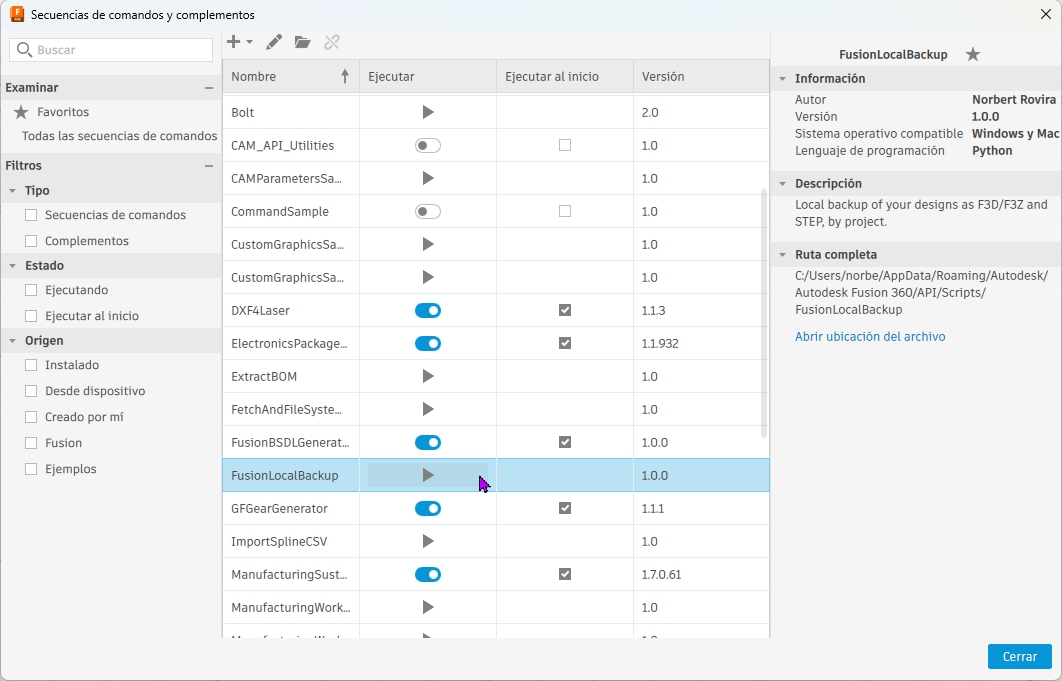 Secuencias de comandos y complementos
Buscar
Examinar
Favoritos
Todas las secuencias de comandos
Filtros
Tipo
Secuencias de comandos
Complementos
Estado
Ejecutando
Ejecutar al inicio
Origen
Instalado
Desde dispositivo
Creado por mí
Fusion
Ejemplos
Nombre Ejecutar Ejecutar al inicio Versión
Bolt 2.0
CAM_API_Utilities 1.0
CAMParametersSa... 1.0
CommandSample 1.0
CustomGraphicsSa... 1.0
CustomGraphicsSa... 1.0
DXF4Laser 1.1.3
ElectronicsPackage... 1.1.932
ExtractBOM 1.0
FetchAndFileSyste... 1.0
FusionBSDLGenerat... 1.0.0
FusionLocalBackup 1.0.0
GFGearGenerator 1.1.1
ImportSplineCSV 1.0
ManufacturingSust... 1.7.0.61
ManufacturingWork... 1.0
FusionLocalBackup
Información
Autor Norbert Rovira
Versión 1.0.0
Sistema operativo compatible Windows y Mac
Lenguaje de programación Python
Descripción
Local backup of your designs as F3D/F3Z and
STEP, by project.
Ruta completa
C:/Users/norbe/AppData/Roaming/Autodesk/
Autodesk Fusion 360/API/Scripts/
FusionLocalBackup
Abrir ubicación del archivo
Cerrar